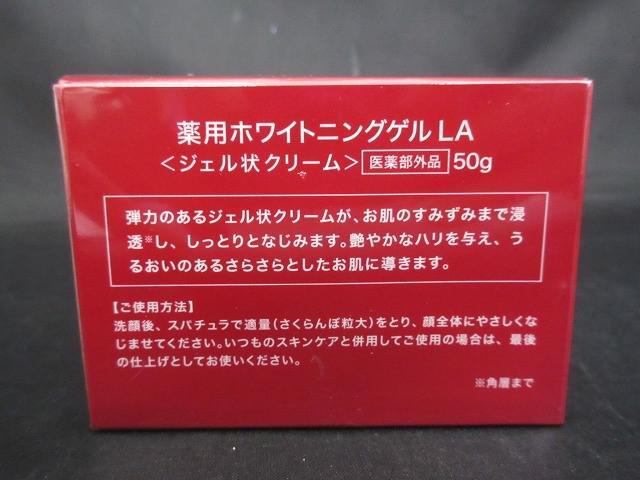 薬用ホワイトニングゲル LA
＜ジェル状クリーム＞ 医薬部外品 50g
弾力のあるジェル状クリームが、お肌のすみずみまで浸
透※し、しっとりとなじみます。艶やかなハリを与え、う
るおいのあるさらさらとしたお肌に導きます。
【ご使用方法】
洗顔後、スパチュラで適量（さくらんぼ粒大）をとり、顔全体にやさしくな
じませてください。いつものスキンケアと併用してご使用の場合は、最後
の仕上げとしてお使いください。
※角層まで